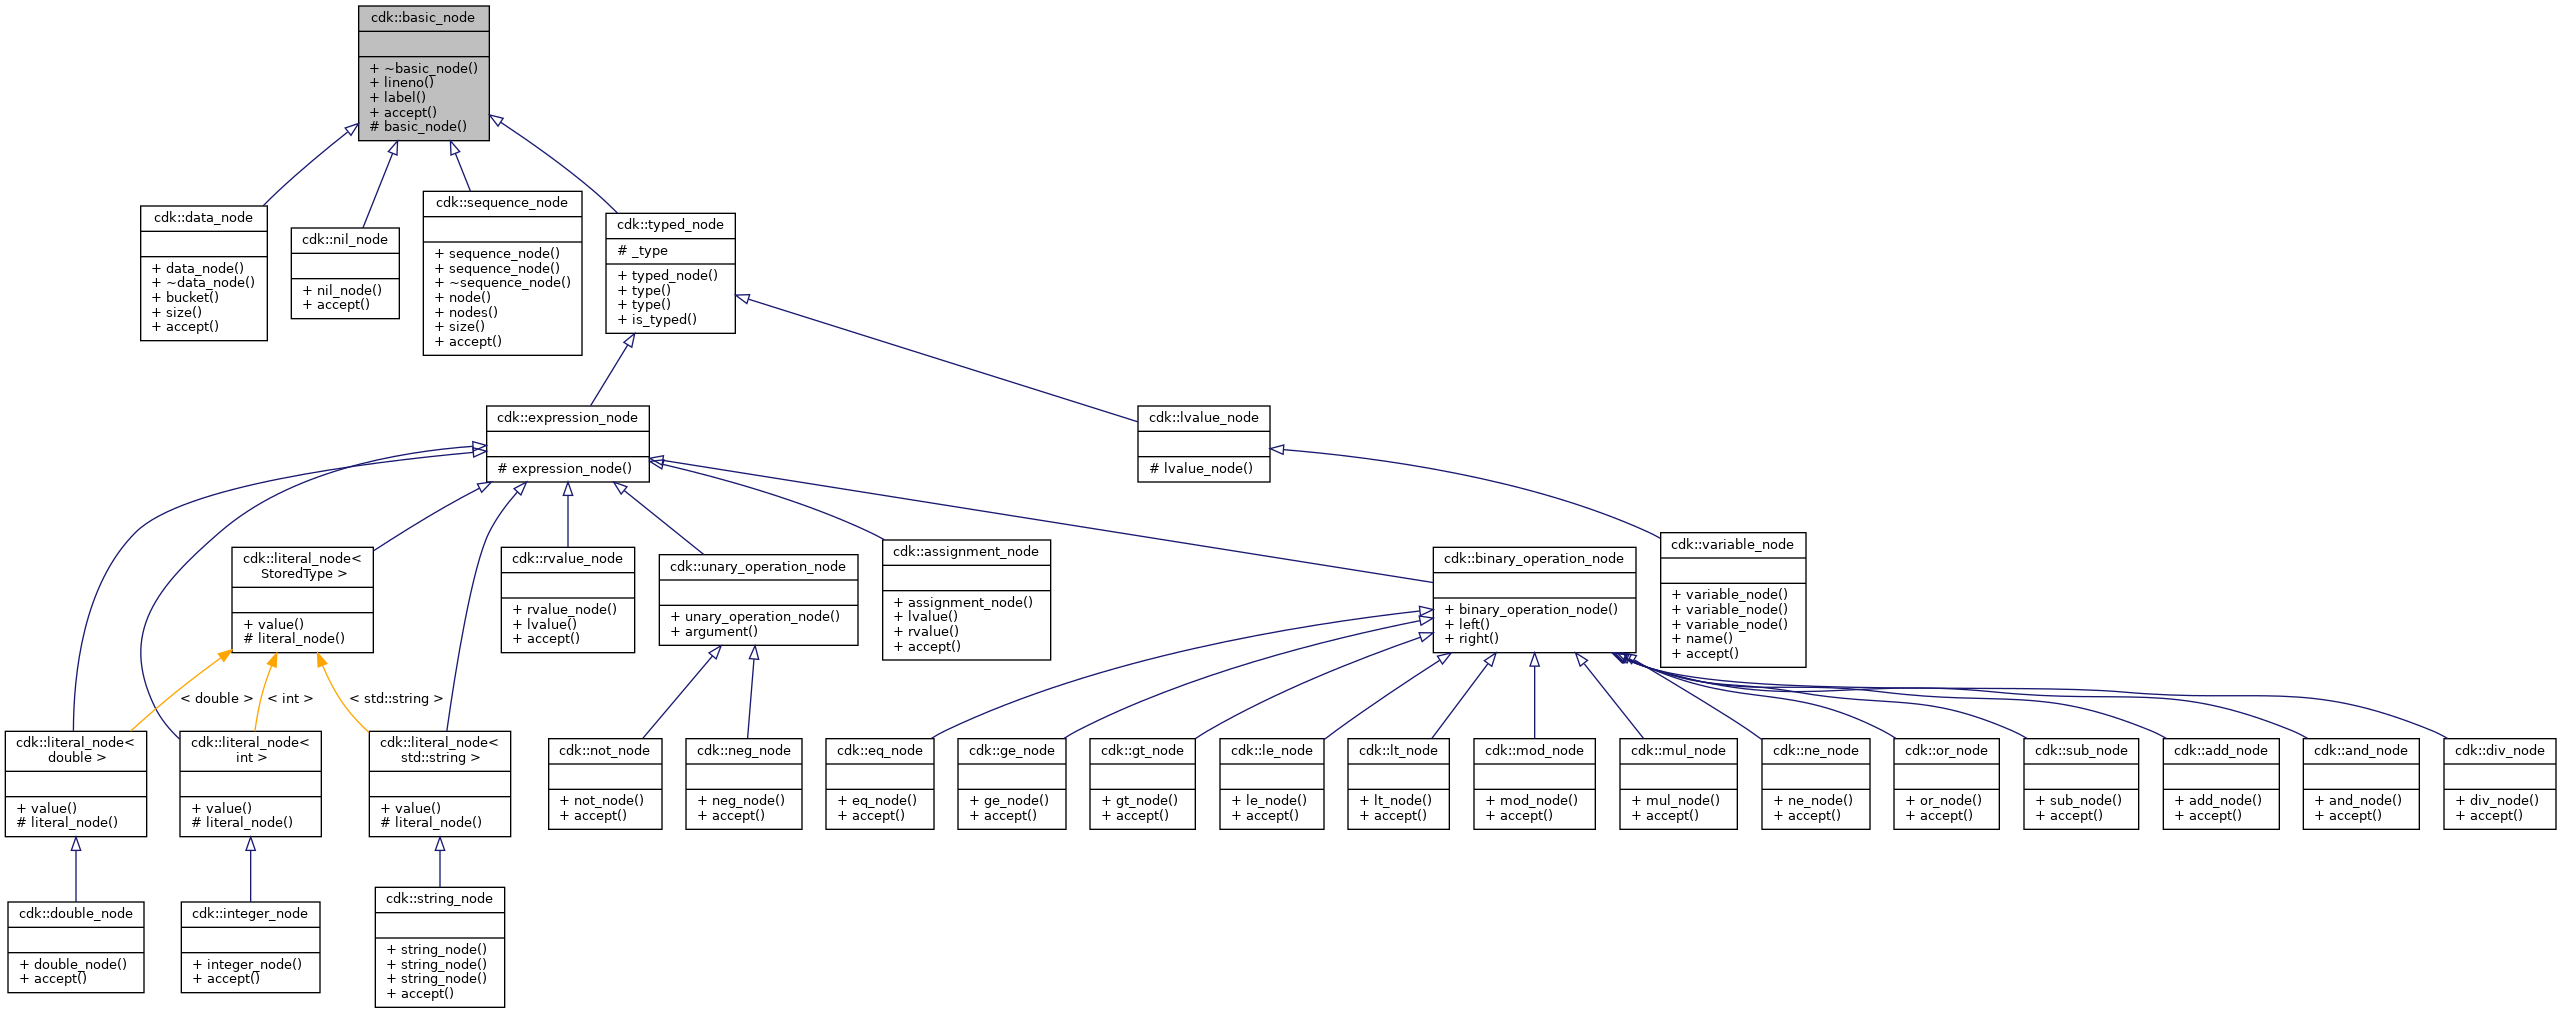 cdk::basic_node
+ ~basic_node()
+ lineno()
+ label()
+ accept()
# basic_node()
cdk::data_node
+ data_node()
+ ~data_node()
+ bucket()
+ size()
+ accept()
cdk::nil_node
+ nil_node()
+ accept()
cdk::sequence_node
+ sequence_node()
+ sequence_node()
+ ~sequence_node()
+ node()
+ nodes()
+ size()
+ accept()
cdk::typed_node
# _type
+ typed_node()
+ type()
+ type()
+ is_typed()
cdk::expression_node
# expression_node()
cdk::lvalue_node
# lvalue_node()
cdk::literal_node<
StoredType >
+ value()
# literal_node()
cdk::rvalue_node
+ rvalue_node()
+ lvalue()
+ accept()
cdk::unary_operation_node
+ unary_operation_node()
+ argument()
cdk::assignment_node
+ assignment_node()
+ lvalue()
+ rvalue()
+ accept()
cdk::binary_operation_node
+ binary_operation_node()
+ left()
+ right()
cdk::variable_node
+ variable_node()
+ variable_node()
+ variable_node()
+ name()
+ accept()
< double >
< int >
< std::string >
cdk::literal_node<
double >
+ value()
# literal_node()
cdk::literal_node<
int >
+ value()
# literal_node()
cdk::literal_node<
std::string >
+ value()
# literal_node()
cdk::not_node
+ not_node()
+ accept()
cdk::neg_node
+ neg_node()
+ accept()
cdk::eq_node
+ eq_node()
+ accept()
cdk::ge_node
+ ge_node()
+ accept()
cdk::gt_node
+ gt_node()
+ accept()
cdk::le_node
+ le_node()
+ accept()
cdk::lt_node
+ lt_node()
+ accept()
cdk::mod_node
+ mod_node()
+ accept()
cdk::mul_node
+ mul_node()
+ accept()
cdk::ne_node
+ ne_node()
+ accept()
cdk::or_node
+ or_node()
+ accept()
cdk::sub_node
+ sub_node()
+ accept()
cdk::add_node
+ add_node()
+ accept()
cdk::and_node
+ and_node()
+ accept()
cdk::div_node
+ div_node()
+ accept()
cdk::double_node
+ double_node()
+ accept()
cdk::integer_node
+ integer_node()
+ accept()
cdk::string_node
+ string_node()
+ string_node()
+ string_node()
+ accept()